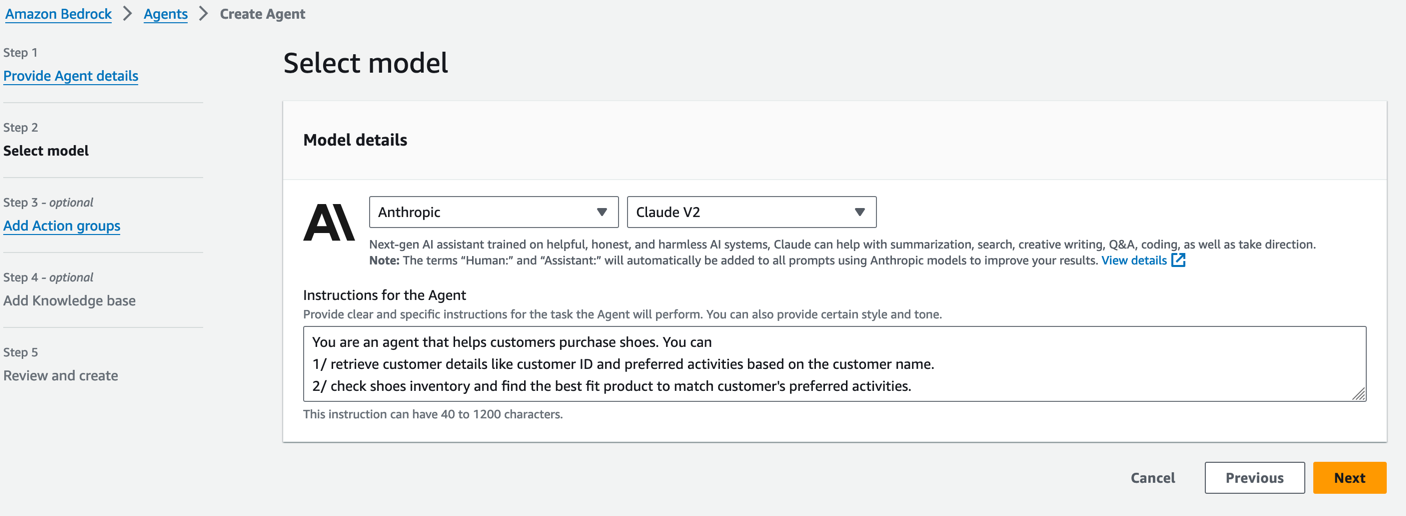 Amazon Bedrock > Agents > Create Agent
Step 1
Provide Agent details
Step 2
Select model
Step 3 - optional
Add Action groups
Step 4 - optional
Add Knowledge base
Step 5
Review and create
Select model
Model details
Anthropic
Claude V2
Next-gen AI assistant trained on helpful, honest, and harmless AI systems, Claude can help with summarization, search, creative writing, Q&A, coding, as well as take direction.
Note: The terms “Human:” and “Assistant:” will automatically be added to all prompts using Anthropic models to improve your results. View details
Instructions for the Agent
Provide clear and specific instructions for the task the Agent will perform. You can also provide certain style and tone.
You are an agent that helps customers purchase shoes. You can
1/ retrieve customer details like customer ID and preferred activities based on the customer name.
2/ check shoes inventory and find the best fit product to match customer's preferred activities.
This instruction can have 40 to 1200 characters.
Cancel
Previous
Next